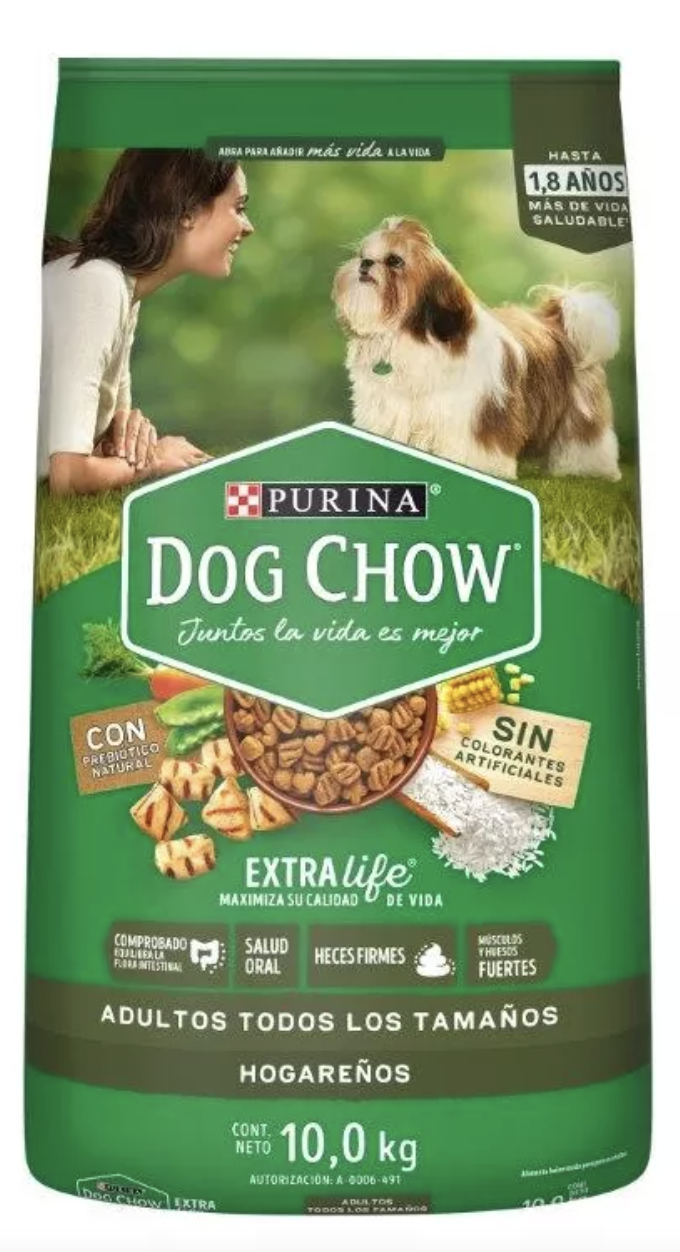 ABRA PARA AÑADIR más vida A LA VIDA
HASTA
1,8 AÑOS
MÁS DE VIDA
SALUDABLE
PURINA®
DOG CHOW®
Juntos la vida es mejor
CON
PREBIÓTICO
NATURAL
SIN
COLORANTES
ARTIFICIALES
EXTRA life®
MAXIMIZA SU CALIDAD DE VIDA
COMPROBADO
EQUILIBRA LA
FLORA INTESTINAL
SALUD
ORAL
HECES FIRMES
MÚSCULOS
Y HUESOS
FUERTES
ADULTOS TODOS LOS TAMAÑOS
HOGAREÑOS
CONT.
NETO
10,0 kg
AUTORIZACIÓN: A-0006-491
PURINA
DOG CHOW
EXTRA
ADULTOS
TODOS LOS TAMAÑOS
CONT.
NETO